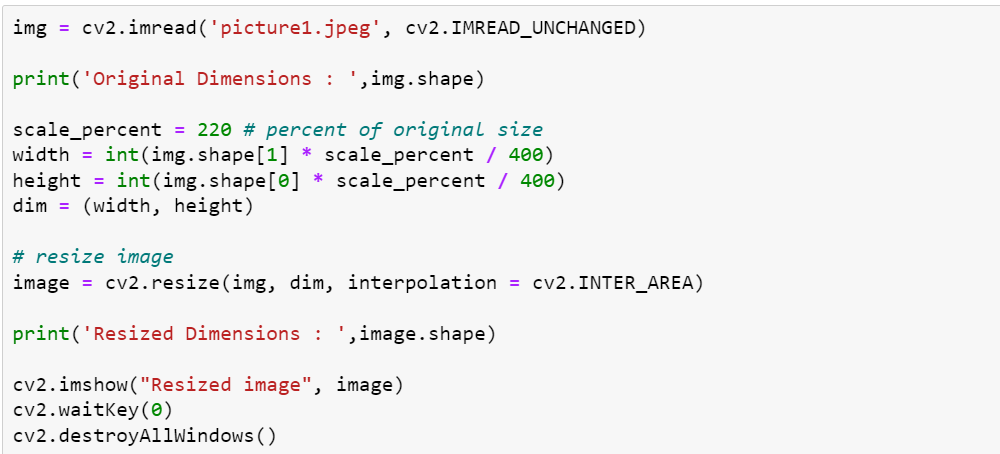 img = cv2.imread('picture1.jpeg', cv2.IMREAD_UNCHANGED)
print('Original Dimensions : ',img.shape)
scale_percent = 220 # percent of original size
width = int(img.shape[1] * scale_percent / 400)
height = int(img.shape[0] * scale_percent / 400)
dim = (width, height)
# resize image
image = cv2.resize(img, dim, interpolation = cv2.INTER_AREA)
print('Resized Dimensions : ',image.shape)
cv2.imshow("Resized image", image)
cv2.waitKey(0)
cv2.destroyAllWindows()